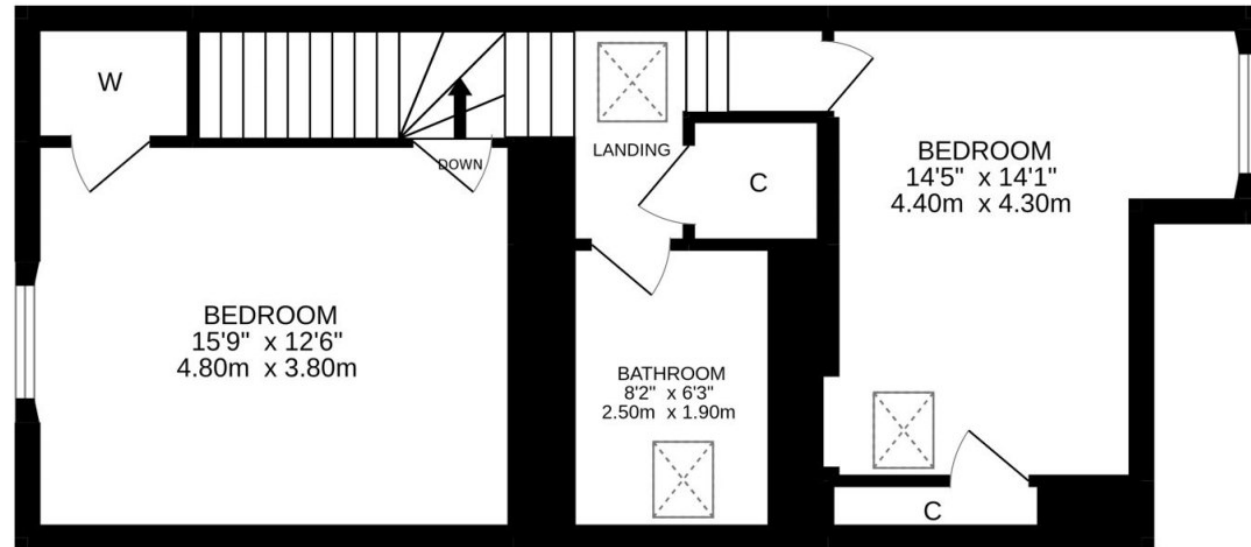 W
DOWN
BEDROOM
15'9" x 12'6"
4.80m x 3.80m
LANDING
C
BATHROOM
8'2" x 6'3"
2.50m x 1.90m
BEDROOM
14'5" x 14'1"
4.40m x 4.30m
C